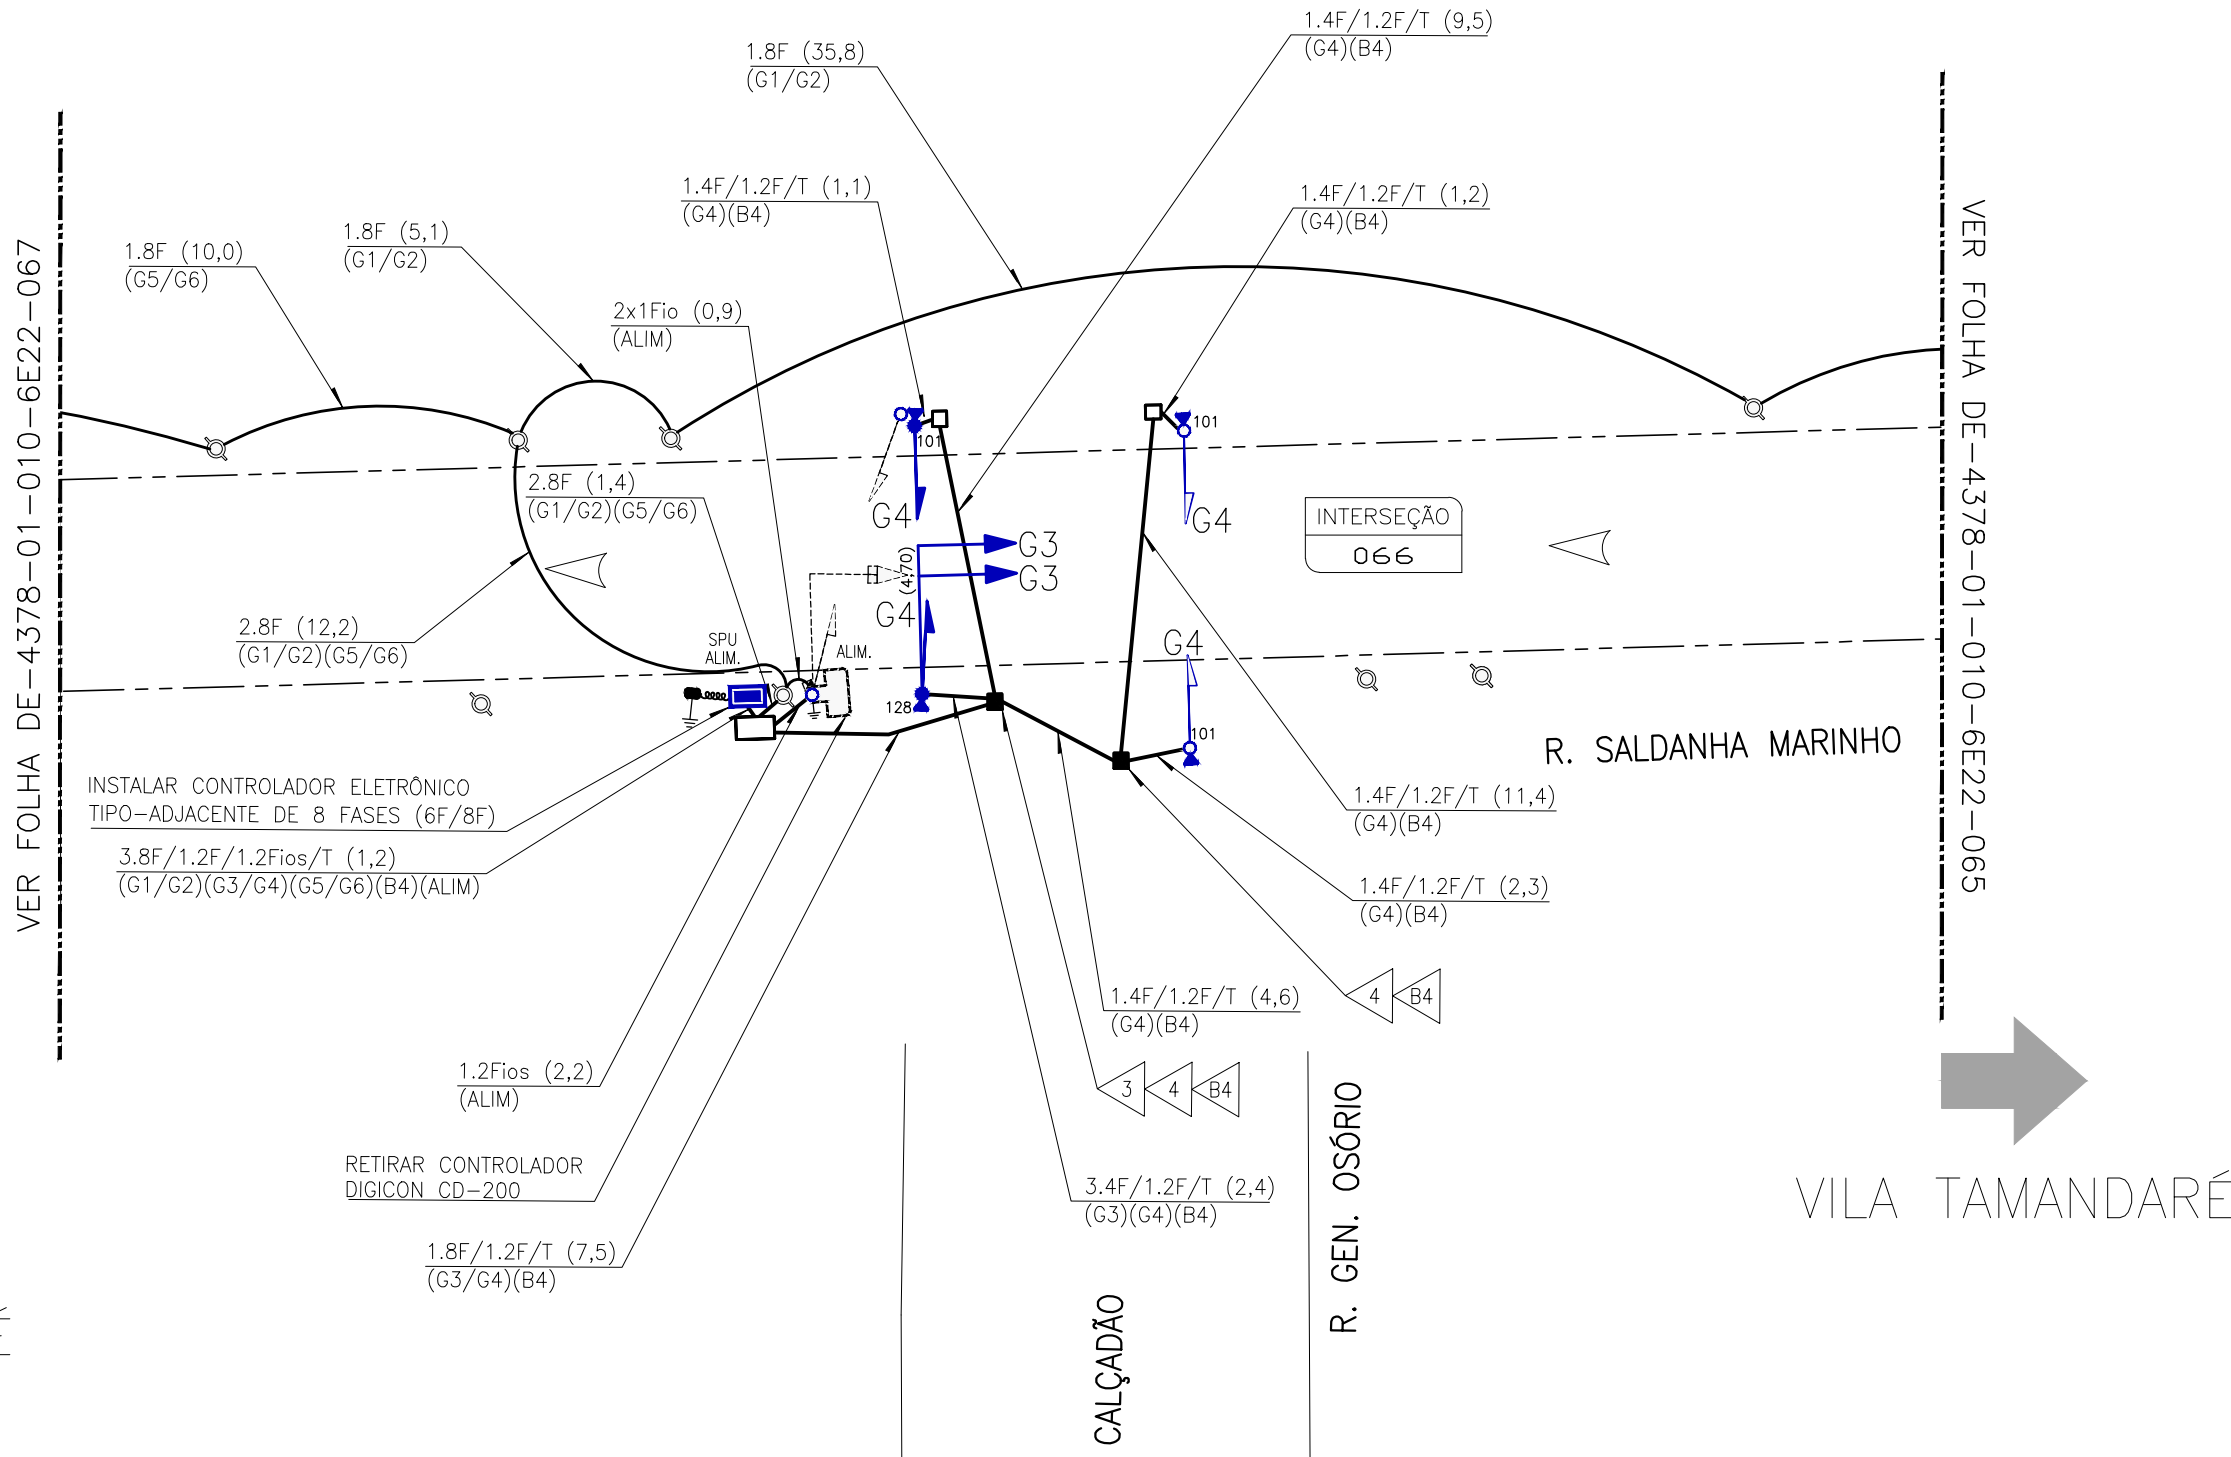 1.4F/1.2F/T (9,5)
(G4)(B4)
1.8F (35,8)
(G1/G2)
1.4F/1.2F/T (1,1)
(G4)(B4)
1.4F/1.2F/T (1,2)
(G4)(B4)
1.8F (5,1)
(G1/G2)
1.8F (10,0)
(G5/G6)
2x1Fio (0,9)
(ALIM)
VER FOLHA DE-4378-01-010-6E22-067
VER FOLHA DE-4378-01-010-6E22-065
101
101
2.8F (1,4)
(G1/G2)(G5/G6)
G4
G4
INTERSEÇÃO
066
G3
G3
(4,70)
G4
2.8F (12,2)
(G1/G2)(G5/G6)
SPU
ALIM.
ALIM.
G4
128
101
R. SALDANHA MARINHO
INSTALAR CONTROLADOR ELETRÔNICO
TIPO-ADJACENTE DE 8 FASES (6F/8F)
3.8F/1.2F/1.2Fios/T (1,2)
(G1/G2)(G3/G4)(G5/G6)(B4)(ALIM)
1.4F/1.2F/T (11,4)
(G4)(B4)
1.4F/1.2F/T (2,3)
(G4)(B4)
4 B4
1.4F/1.2F/T (4,6)
(G4)(B4)
1.2Fios (2,2)
(ALIM)
3 4 B4
RETIRAR CONTROLADOR
DIGICON CD-200
3.4F/1.2F/T (2,4)
(G3)(G4)(B4)
1.8F/1.2F/T (7,5)
(G3/G4)(B4)
R. GEN. OSÓRIO
CALÇADÃO
VILA TAMANDARÉ